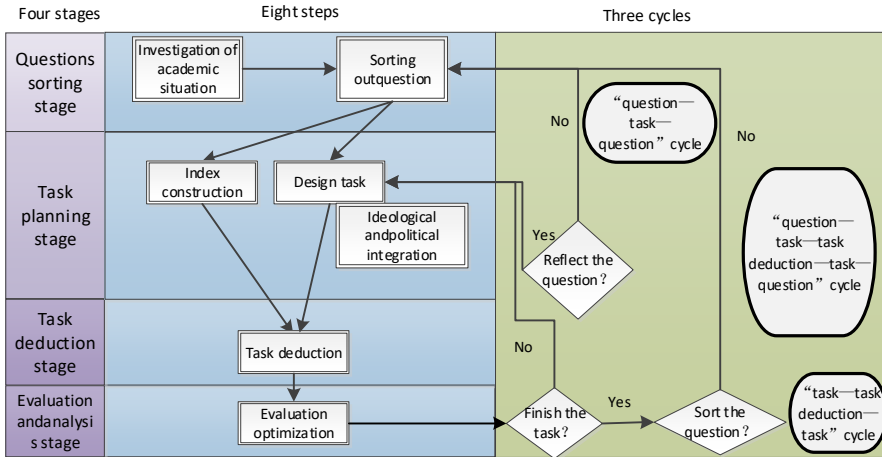 Four stages
Eight steps
Three cycles
Questions
sorting
stage
Investigation of
academic
situation
Sorting
outquestion
“question—
task—
question” cycle
No
No
Task
planning
stage
Index
construction
Design task
Ideological
andpolitical
integration
Yes
Reflect the
question?
“question—
task—task
deduction—task—
question” cycle
Task
deduction
stage
Task deduction
No
Evaluation
andanalys
is stage
Evaluation
optimization
Finish the
task?
Yes
Sort the
question?
“task—task
deduction—
task” cycle